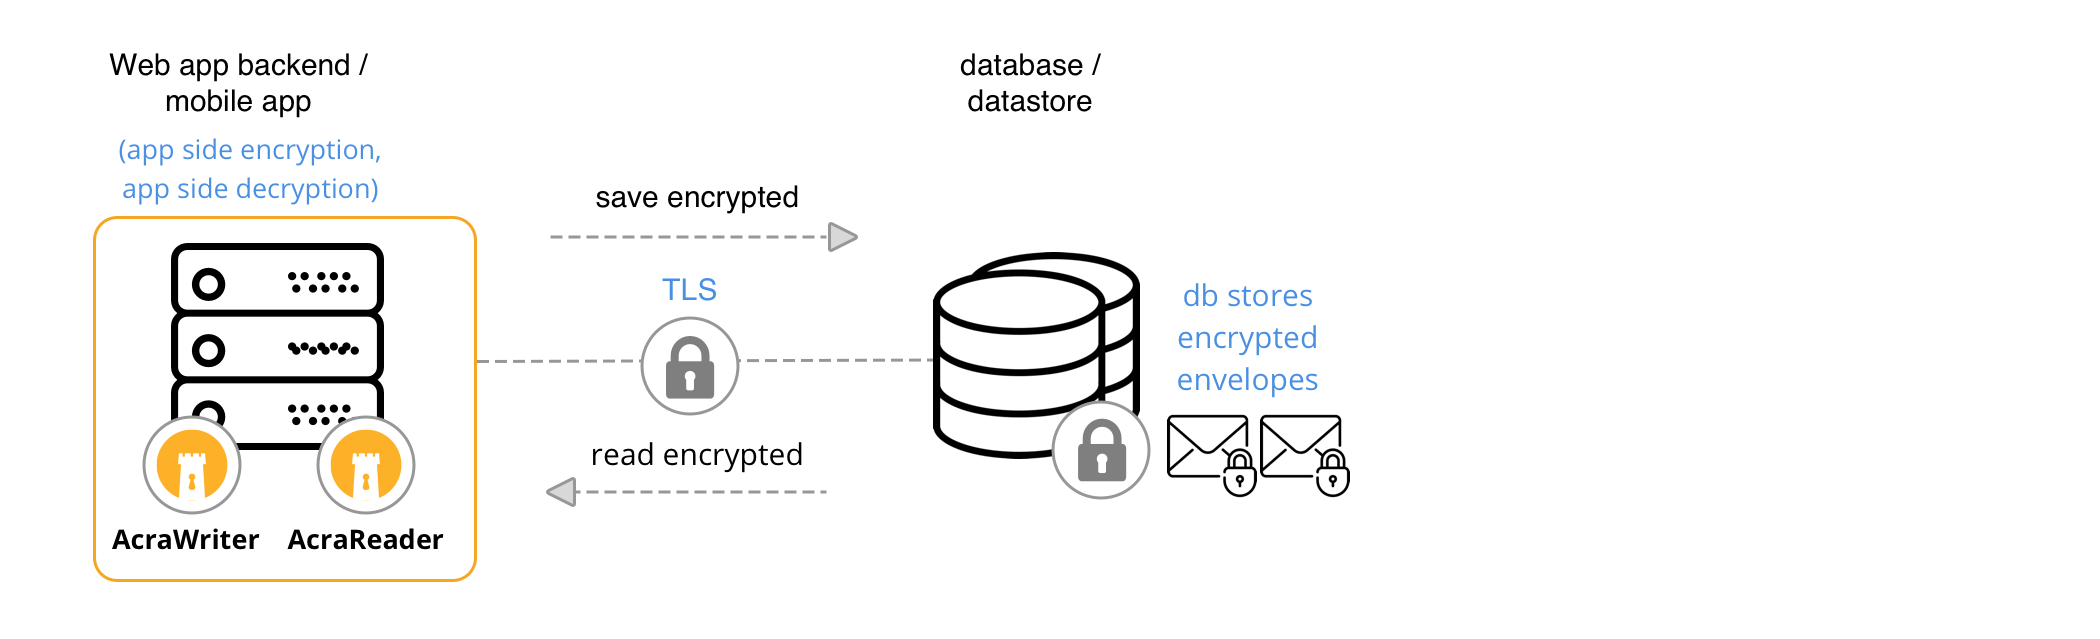 Web app backend /
mobile app
(app side encryption,
app side decryption)
AcraWriter
AcraReader
save encrypted
TLS
read encrypted
database /
datastore
db stores
encrypted
envelopes